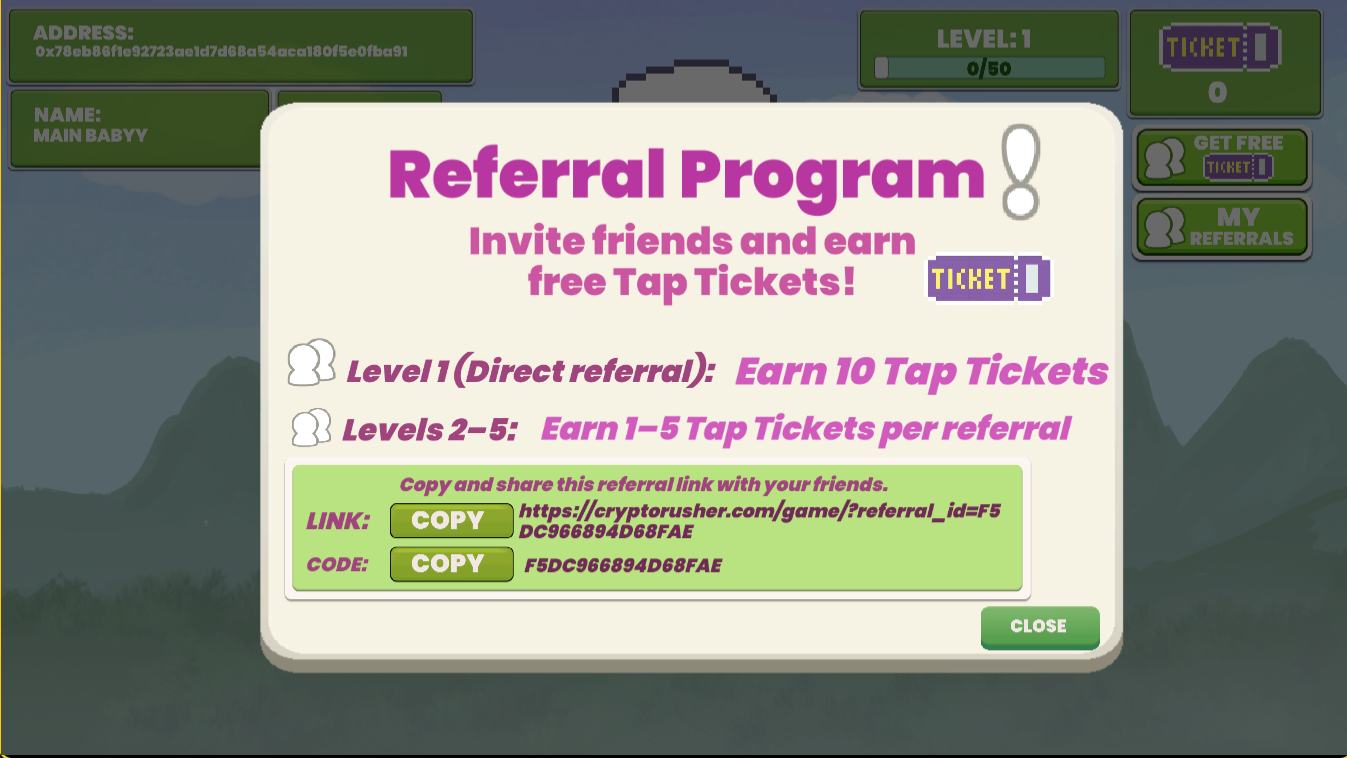 ADDRESS:
0x78eb86f1e92723ae1d7d68a54aca180f5e0fba91
LEVEL: 1
0/50
TICKET
0
NAME:
MAIN BABYY
GET FREE
TICKET
MY
REFERRALS
Referral Program
Invite friends and earn
free Tap Tickets!
TICKET
Level 1 (Direct referral): Earn 10 Tap Tickets
Levels 2–5: Earn 1–5 Tap Tickets per referral
Copy and share this referral link with your friends.
LINK: COPY https://cryptorusher.com/game/?referral_id=F5
DC966894D68FAE
CODE: COPY F5DC966894D68FAE
CLOSE